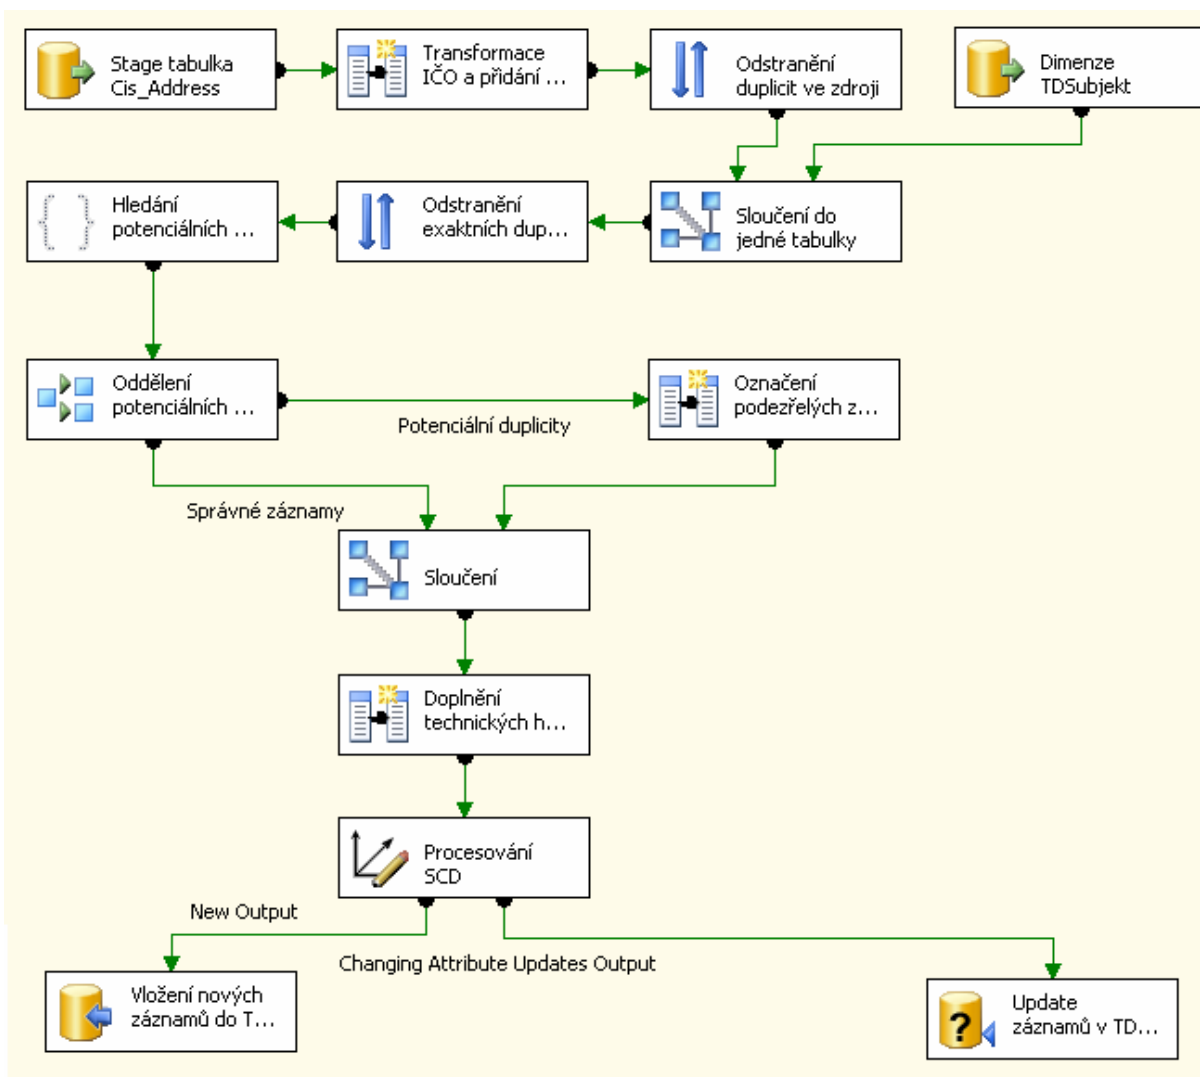 Stage tabulka
Cis_Address
Transformace
IČO a přidání ...
Odstranění
duplicit ve zdroji
Dimenze
TDSubjekt
Hledání
potenciálních ...
Odstranění
exaktních dup...
Sloučení do
jedné tabulky
Oddělení
potenciálních ...
Potenciální duplicity
Označení
podezřelých z...
Správné záznamy
Sloučení
Doplnění
technických h...
Procesování
SCD
New Output
Changing Attribute Updates Output
Vložení nových
záznamů do T...
Update
záznamů v TD...